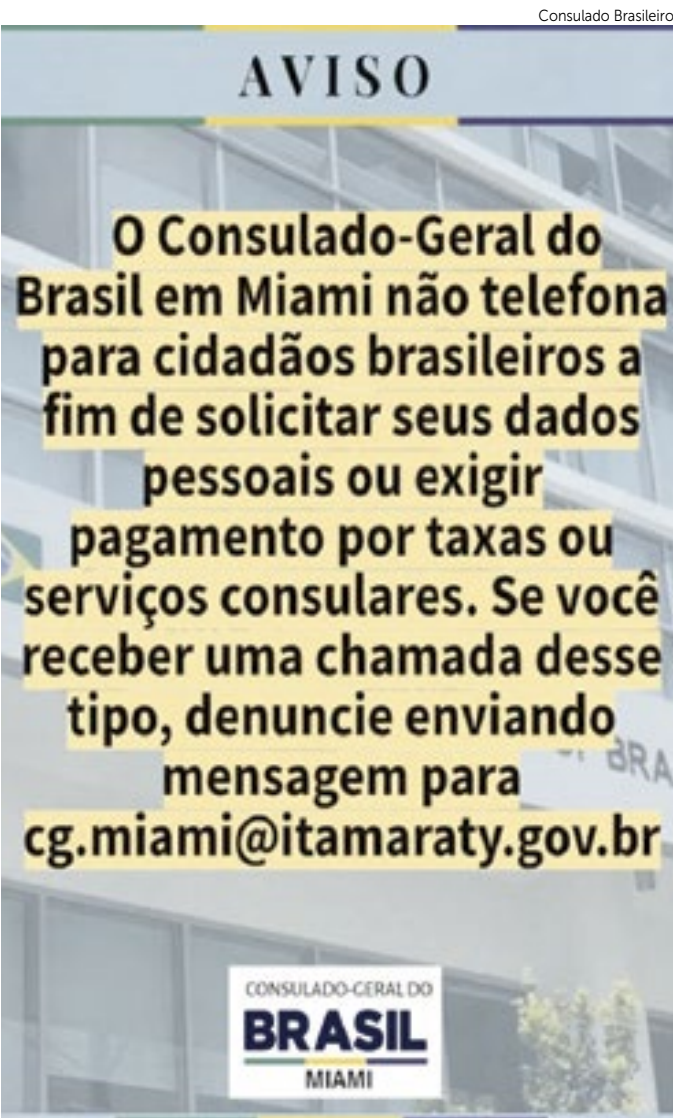 Consulado Brasileiro
AVISO
O Consulado-Geral do
Brasil em Miami não telefona
para cidadãos brasileiros a
fim de solicitar seus dados
pessoais ou exigir
pagamento por taxas ou
serviços consulares. Se você
receber uma chamada desse
tipo, denuncie enviando
mensagem para
cg.miami@itamaraty.gov.br
BRA
CONSULADO-GERAL DO
BRASIL
MIAMI